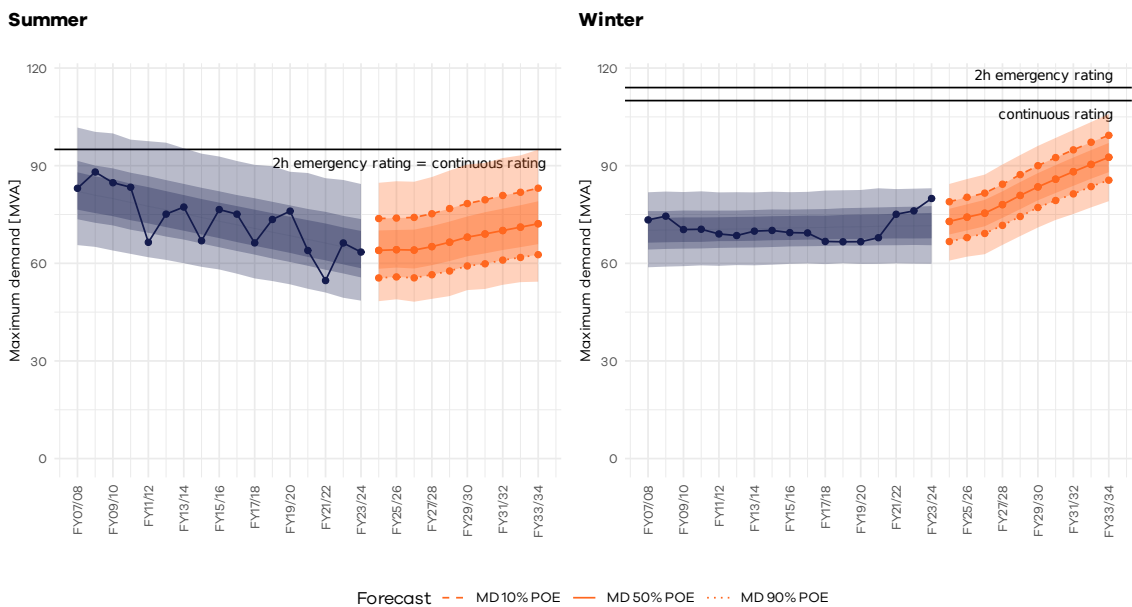 Summer
Winter
Maximum demand [MVA]
120
90
60
30
0
2h emergency rating = continuous rating
FY07/08
FY09/10
FY11/12
FY13/14
FY15/16
FY17/18
FY19/20
FY21/22
FY23/24
FY25/26
FY27/28
FY29/30
FY31/32
FY33/34
Maximum demand [MVA]
120
90
60
30
0
2h emergency rating
continuous rating
FY07/08
FY09/10
FY11/12
FY13/14
FY15/16
FY17/18
FY19/20
FY21/22
FY23/24
FY25/26
FY27/28
FY29/30
FY31/32
FY33/34
Forecast MD 10% POE MD 50% POE MD 90% POE